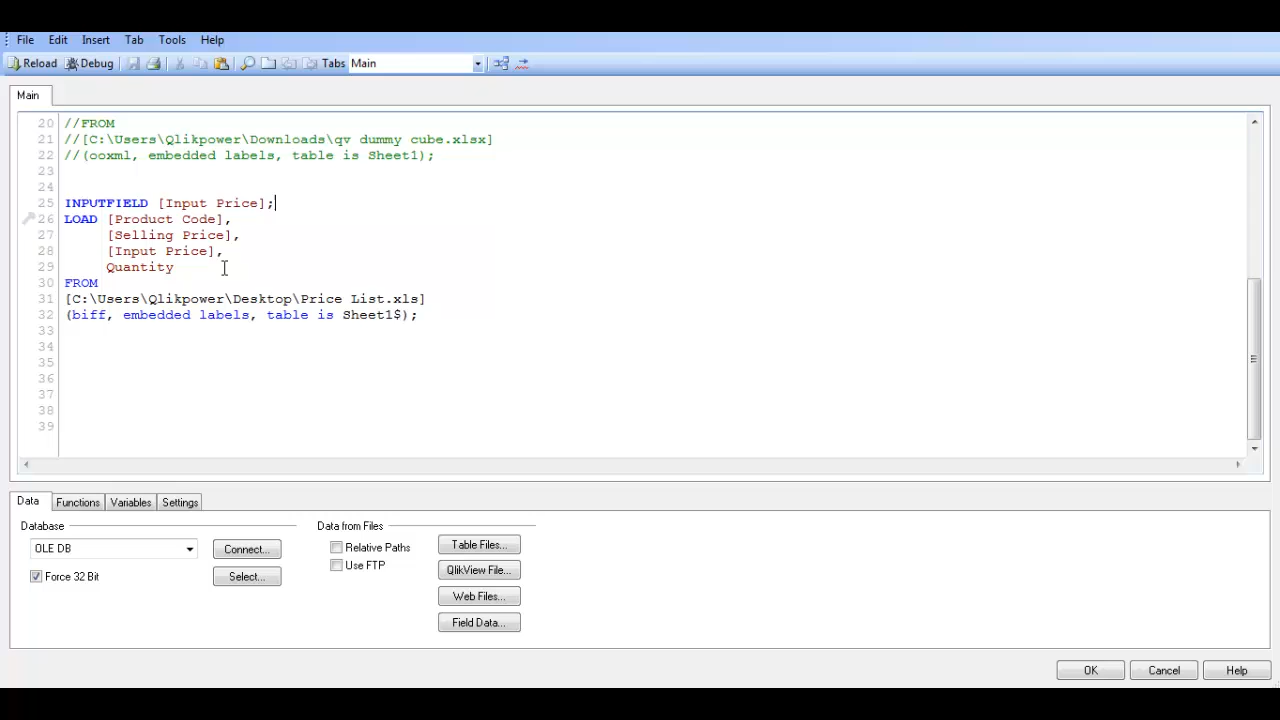 File Edit Insert Tab Tools Help
Reload Debug Tabs Main
Main
20 //FROM
21 //[C:\Users\Qlikpower\Downloads\qv dummy cube.xlsx]
22 //(ooxml, embedded labels, table is Sheet1);
23
24
25 INPUTFIELD [Input Price];
26 LOAD [Product Code],
27 [Selling Price],
28 [Input Price],
29 Quantity
30 FROM
31 [C:\Users\Qlikpower\Desktop\Price List.xls]
32 (biff, embedded labels, table is Sheet1$);
33
34
35
36
37
38
39
Data Functions Variables Settings
Database Data from Files
OLE DB Connect... Relative Paths Table Files...
Force 32 Bit Select... Use FTP QlikView File...
Web Files...
Field Data...
OK Cancel Help